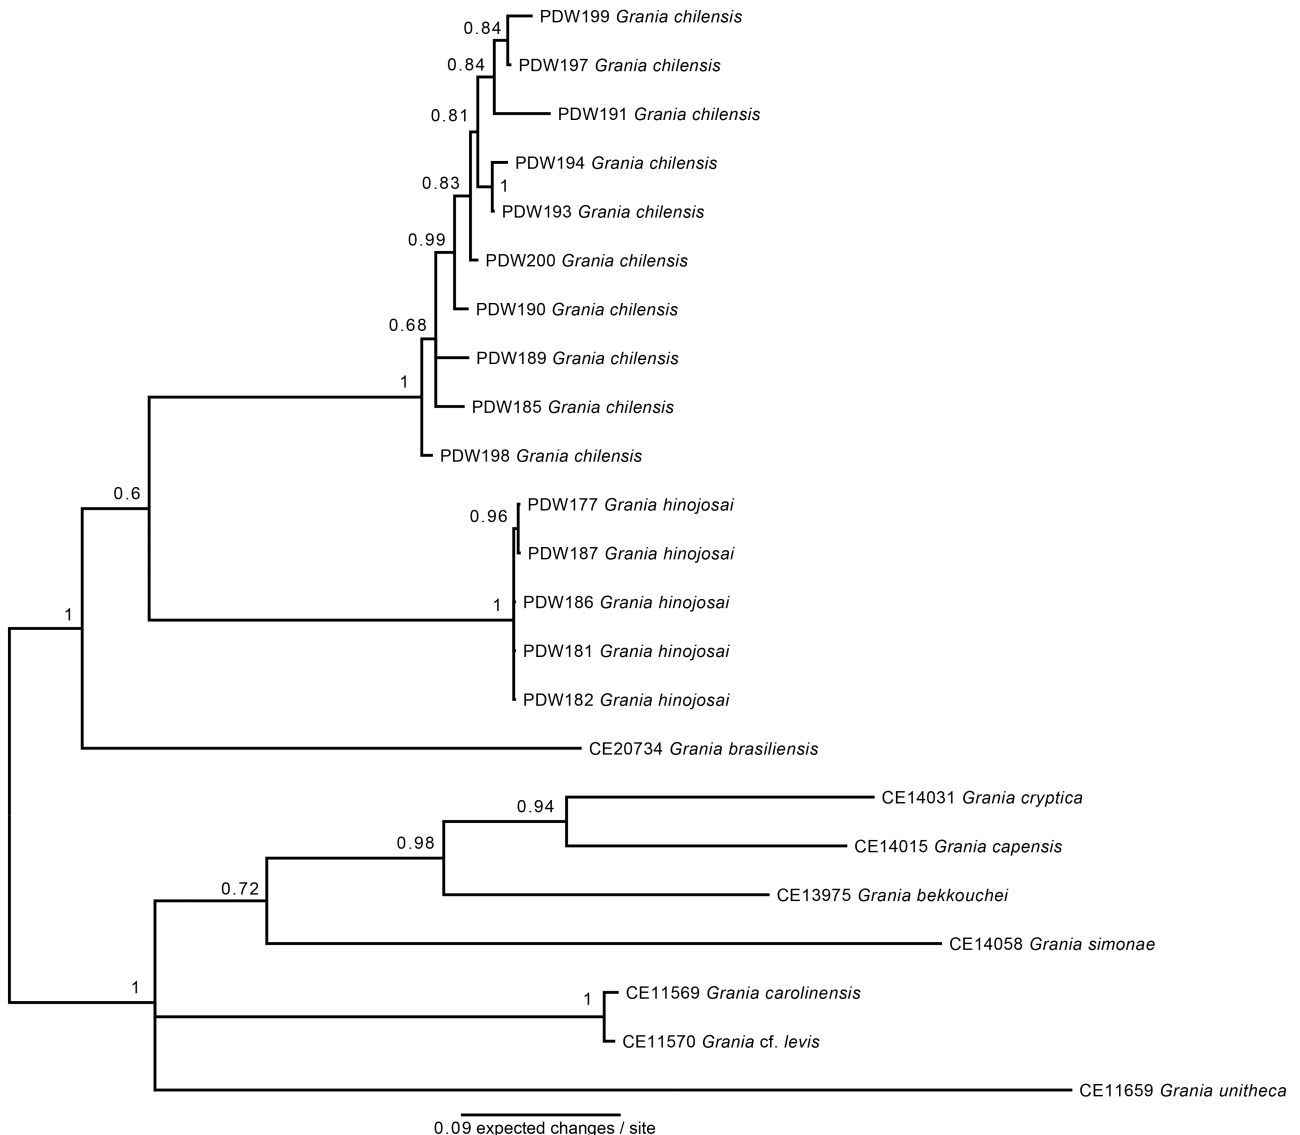 PDW199 Grania chilensis
0.84
PDW197 Grania chilensis
0.84
PDW191 Grania chilensis
0.81
PDW194 Grania chilensis
0.83
1
PDW193 Grania chilensis
0.99
PDW200 Grania chilensis
PDW190 Grania chilensis
0.68
PDW189 Grania chilensis
1
PDW185 Grania chilensis
PDW198 Grania chilensis
0.6
PDW177 Grania hinojosai
0.96
PDW187 Grania hinojosai
1
PDW186 Grania hinojosai
1
PDW181 Grania hinojosai
PDW182 Grania hinojosai
CE20734 Grania brasiliensis
CE14031 Grania cryptica
0.94
0.98
CE14015 Grania capensis
0.72
CE13975 Grania bekkouchei
CE14058 Grania simonae
1
1
CE11569 Grania carolinensis
CE11570 Grania cf. levis
CE11659 Grania unitheca
0.09 expected changes / site